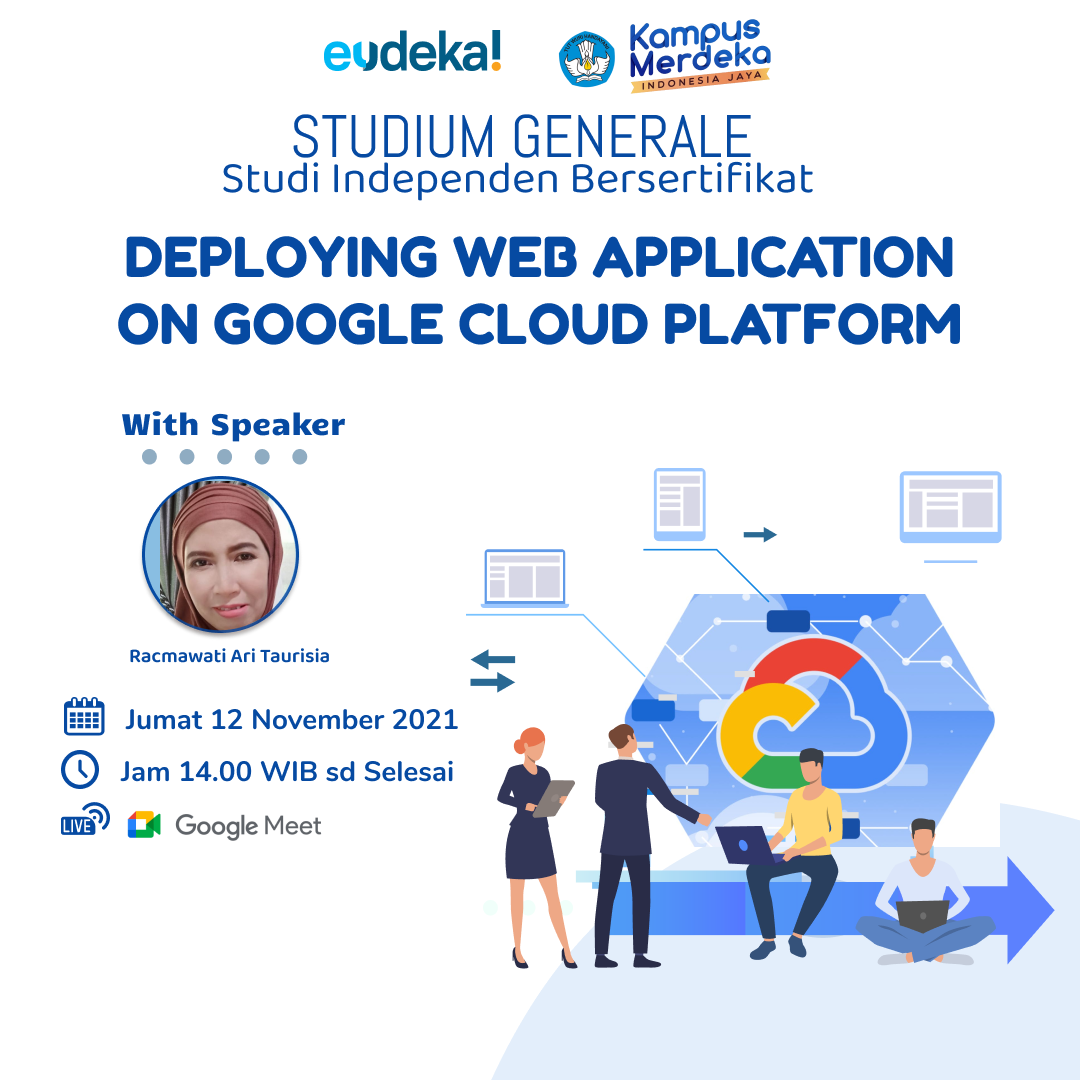 eudeka!
Kampus
Merdeka
INDONESIA JAYA
STUDIUM GENERALE
Studi Independen Bersertifikat
DEPLOYING WEB APPLICATION
ON GOOGLE CLOUD PLATFORM
With Speaker
Racmawati Ari Taurisia
Jumat 12 November 2021
Jam 14.00 WIB sd Selesai
LIVE
Google Meet